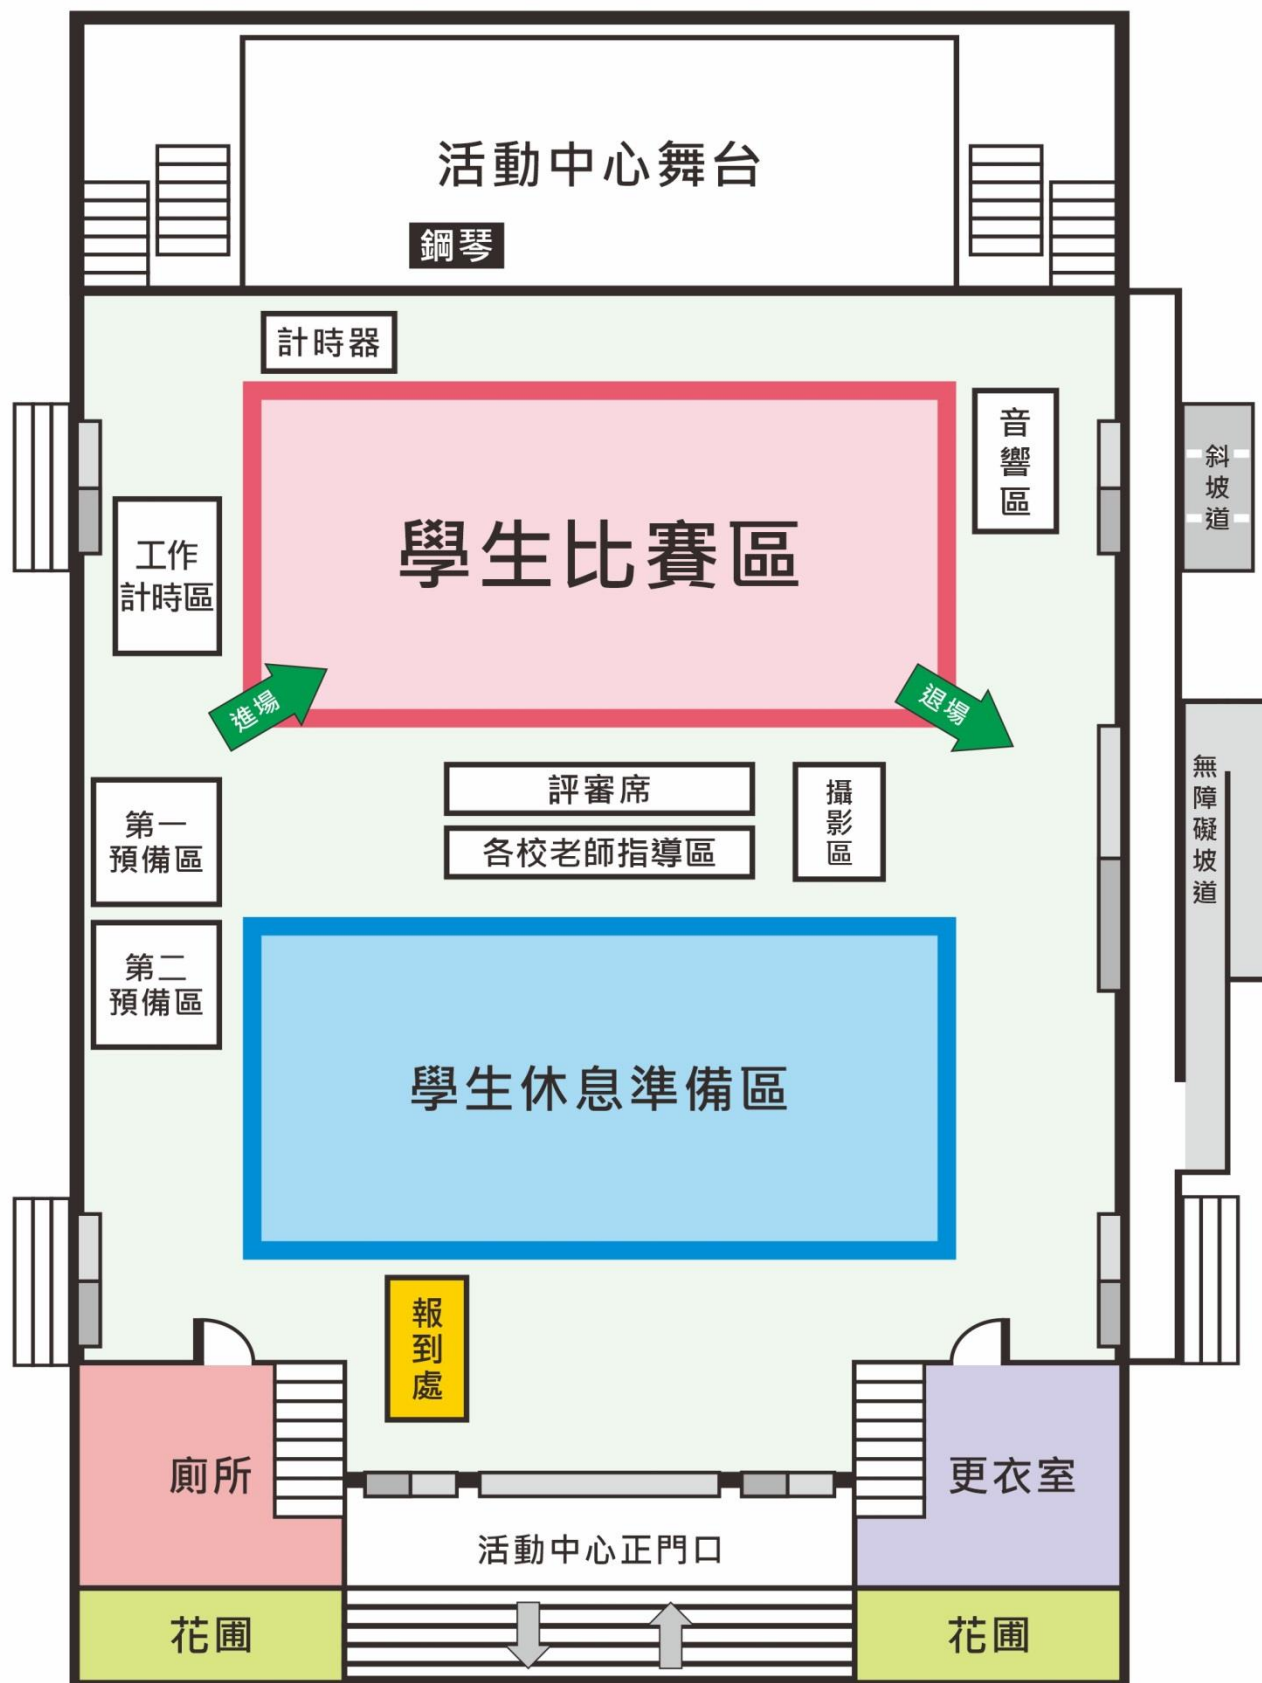 活動中心舞台
鋼琴
計時器
音
響
區
斜
坡
道
學生比賽區
工作
計時區
進場
退場
評審席
各校老師指導區
攝
影
區
無
障
礙
坡
道
第一
預備區
第二
預備區
學生休息準備區
報
到
處
廁所
更衣室
活動中心正門口
花圃
花圃